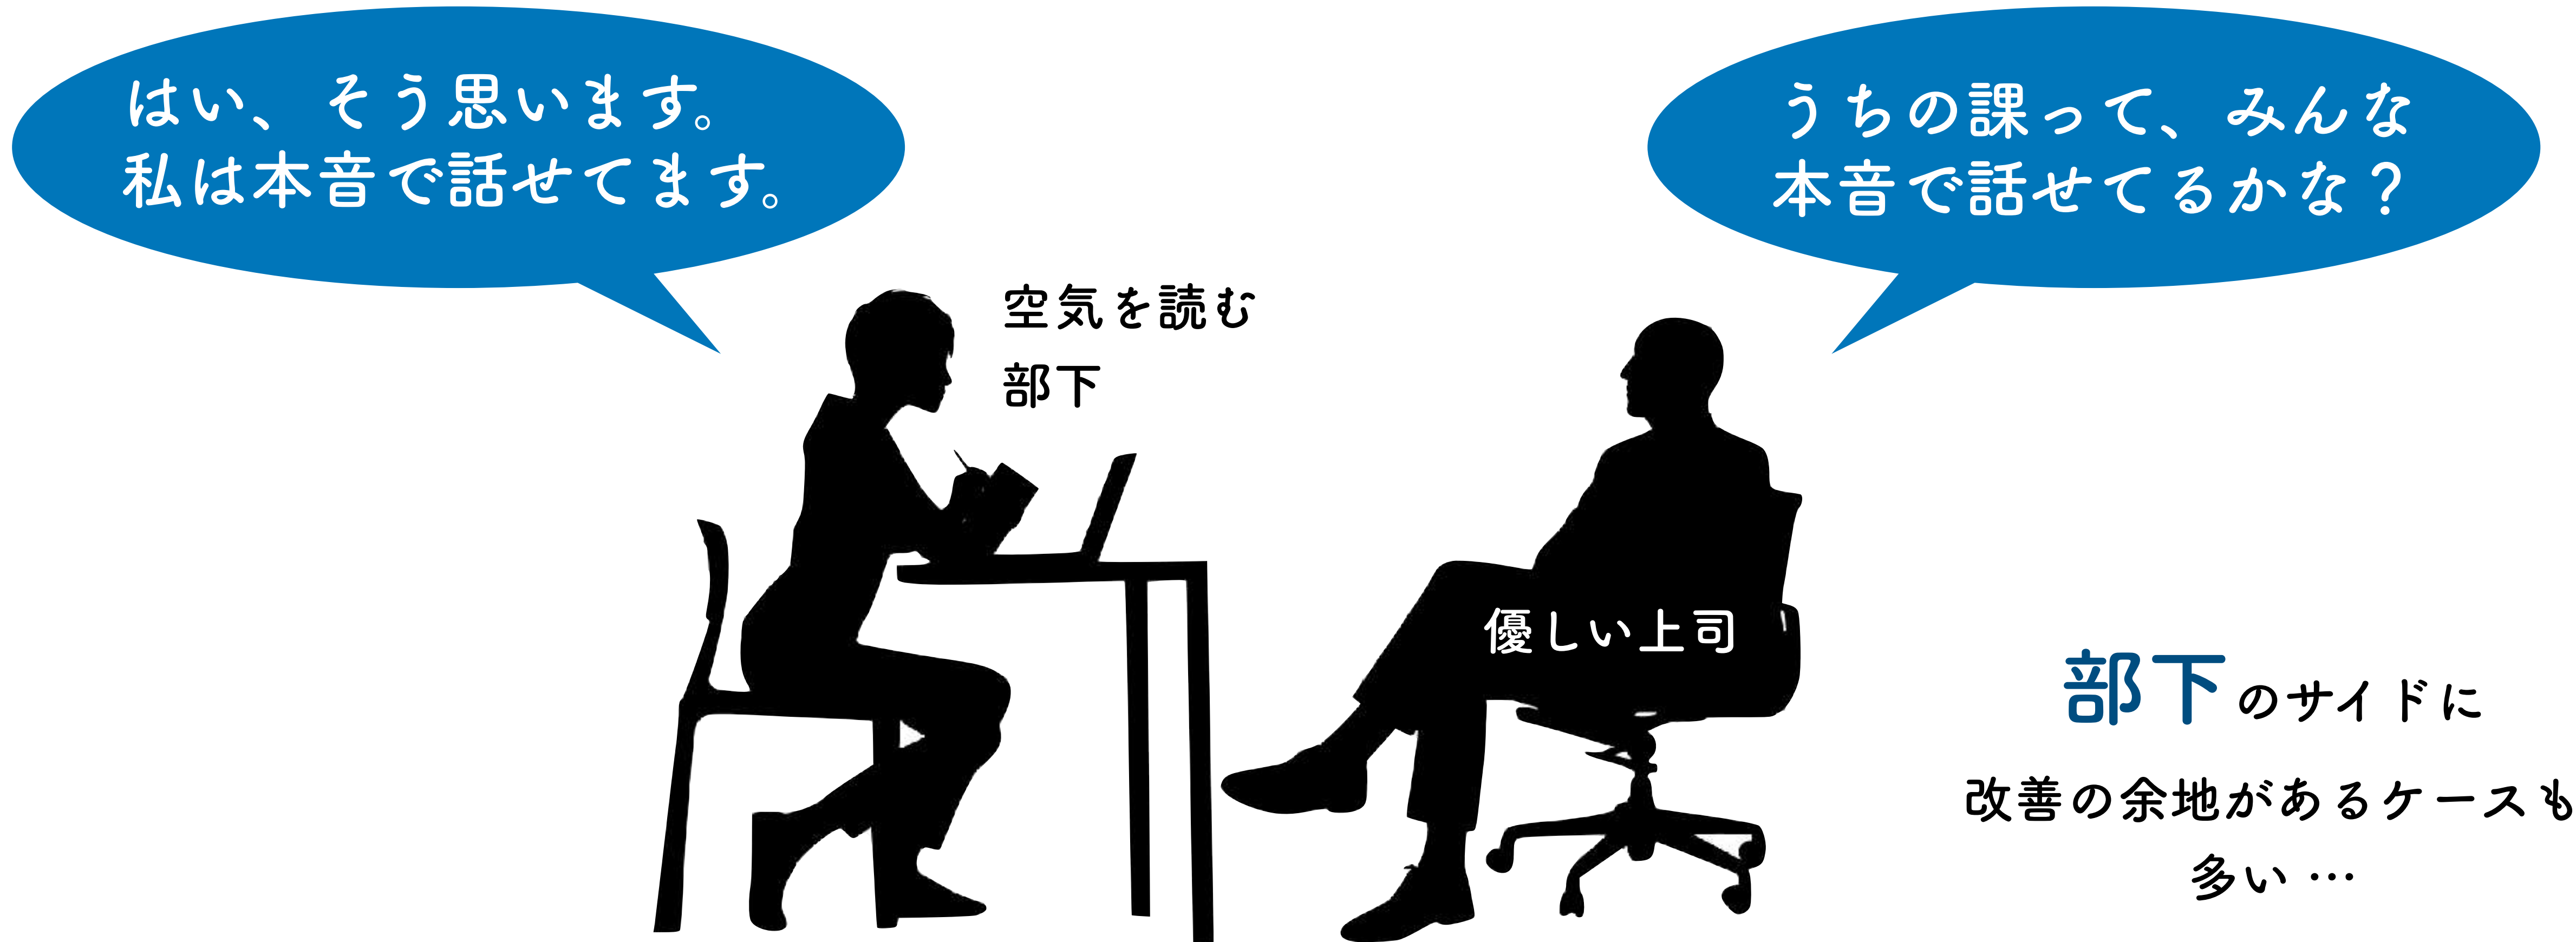 はい、そう思います。
私は本音で話せてます。
うちの課って、みんな
本音で話せてるかな？
空気を読む
部下
優しい上司
部下のサイドに
改善の余地があるケースも
多い…